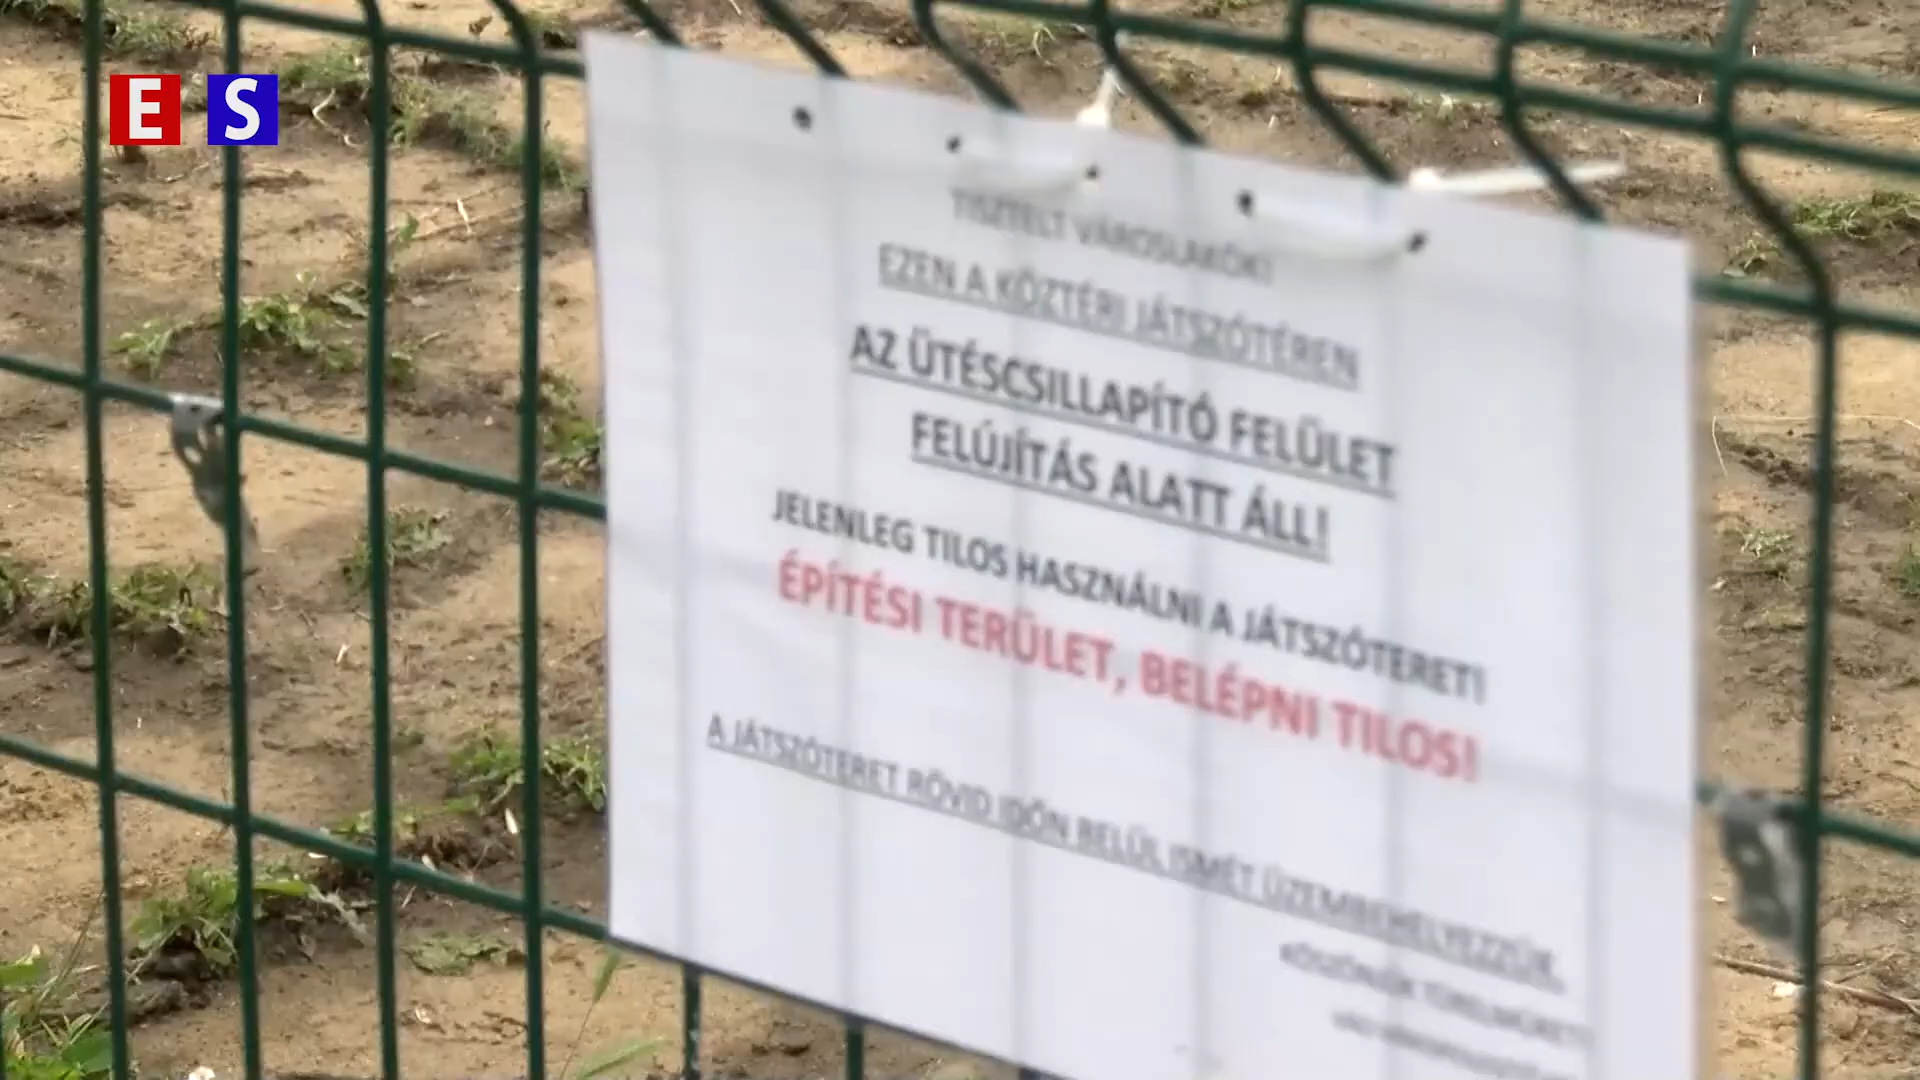 E S
TISZTELT VÁROSLAKÓK!
EZEN A KÖZTÉRI JÁTSZÓTÉREN
AZ ÜTÉSCSILLAPÍTÓ FELÜLET
FELÚJÍTÁS ALATT ÁLL!
JELENLEG TILOS HASZNÁLNI A JÁTSZÓTERET!
ÉPÍTÉSI TERÜLET, BELÉPNI TILOS!
A JÁTSZÓTERET RÖVID IDŐN BELÜL ISMÉT ÜZEMBEHELYEZZÜK.
KÖSZÖNJÜK TÜRELMÜKET!